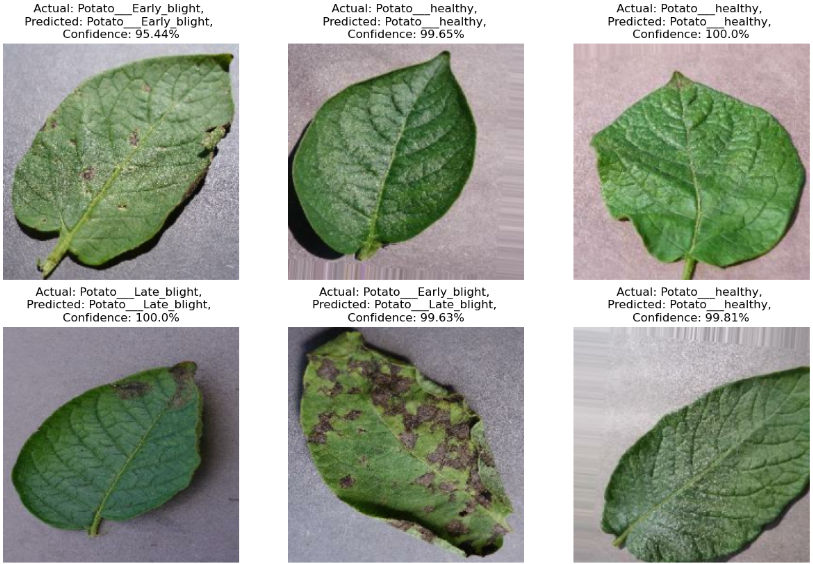 Actual: Potato___Early_blight,
Predicted: Potato___Early_blight,
Confidence: 95.44%
Actual: Potato___healthy,
Predicted: Potato___healthy,
Confidence: 99.65%
Actual: Potato___healthy,
Predicted: Potato___healthy,
Confidence: 100.0%
Actual: Potato___Late_blight,
Predicted: Potato___Late_blight,
Confidence: 100.0%
Actual: Potato___Early_blight,
Predicted: Potato___Late_blight,
Confidence: 99.63%
Actual: Potato___healthy,
Predicted: Potato___healthy,
Confidence: 99.81%